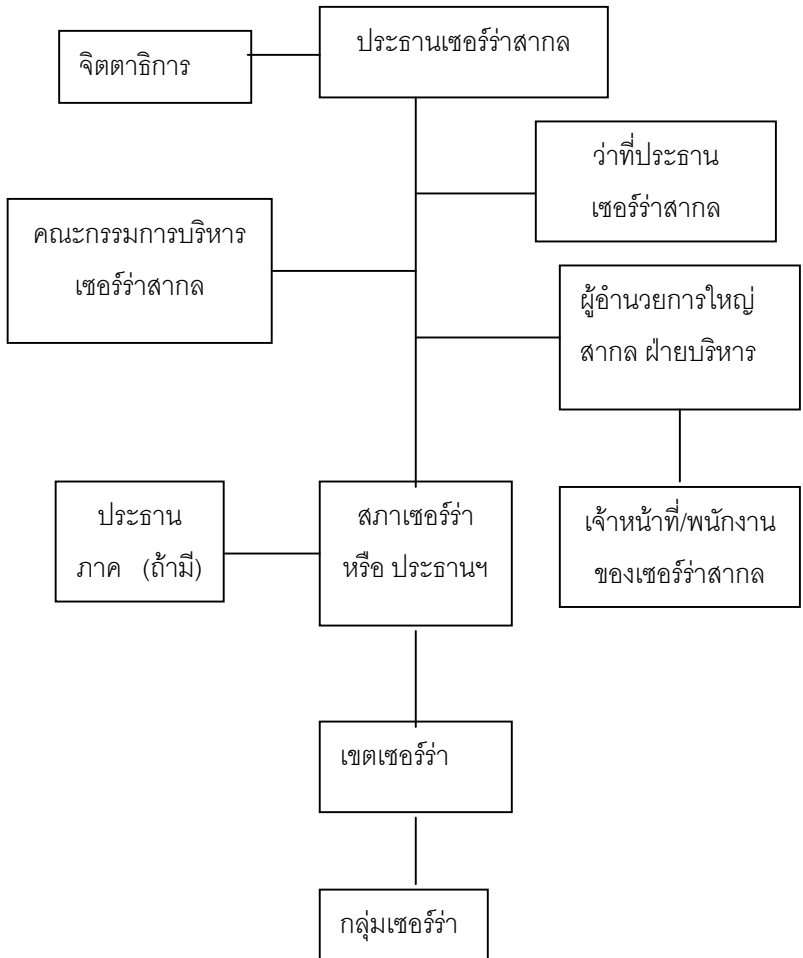 ประธานเซอร์ร่าสากล
จิตตาธิการ
ว่าที่ประธาน
เซอร์ร่าสากล
คณะกรรมการบริหาร
เซอร์ร่าสากล
ผู้อำนวยการใหญ่
สากล ฝ่ายบริหาร
ประธาน
ภาค (ถ้ามี)
สภาเซอร์ร่า
หรือ ประธานฯ
เจ้าหน้าที่/พนักงาน
ของเซอร์ร่าสากล
เขตเซอร์ร่า
กลุ่มเซอร์ร่า